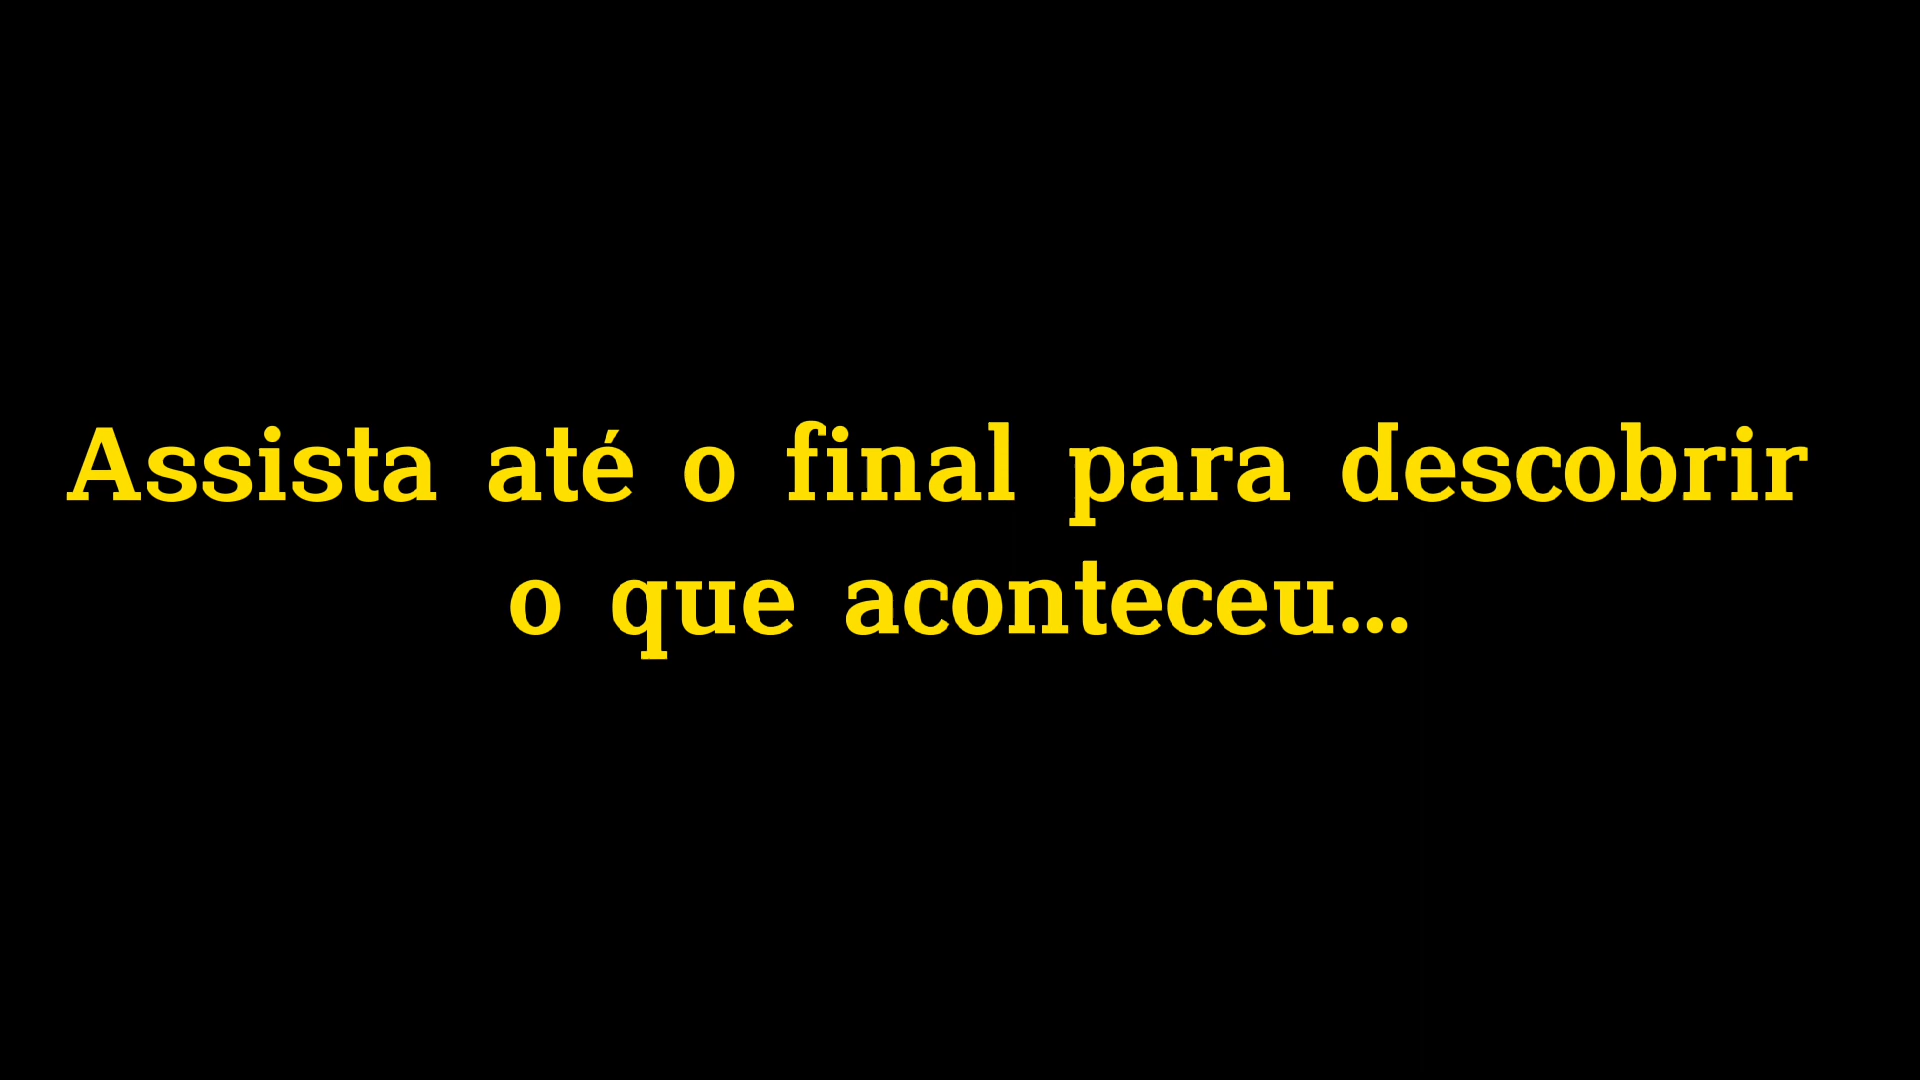 Assista até o final para descobrir
o que aconteceu...